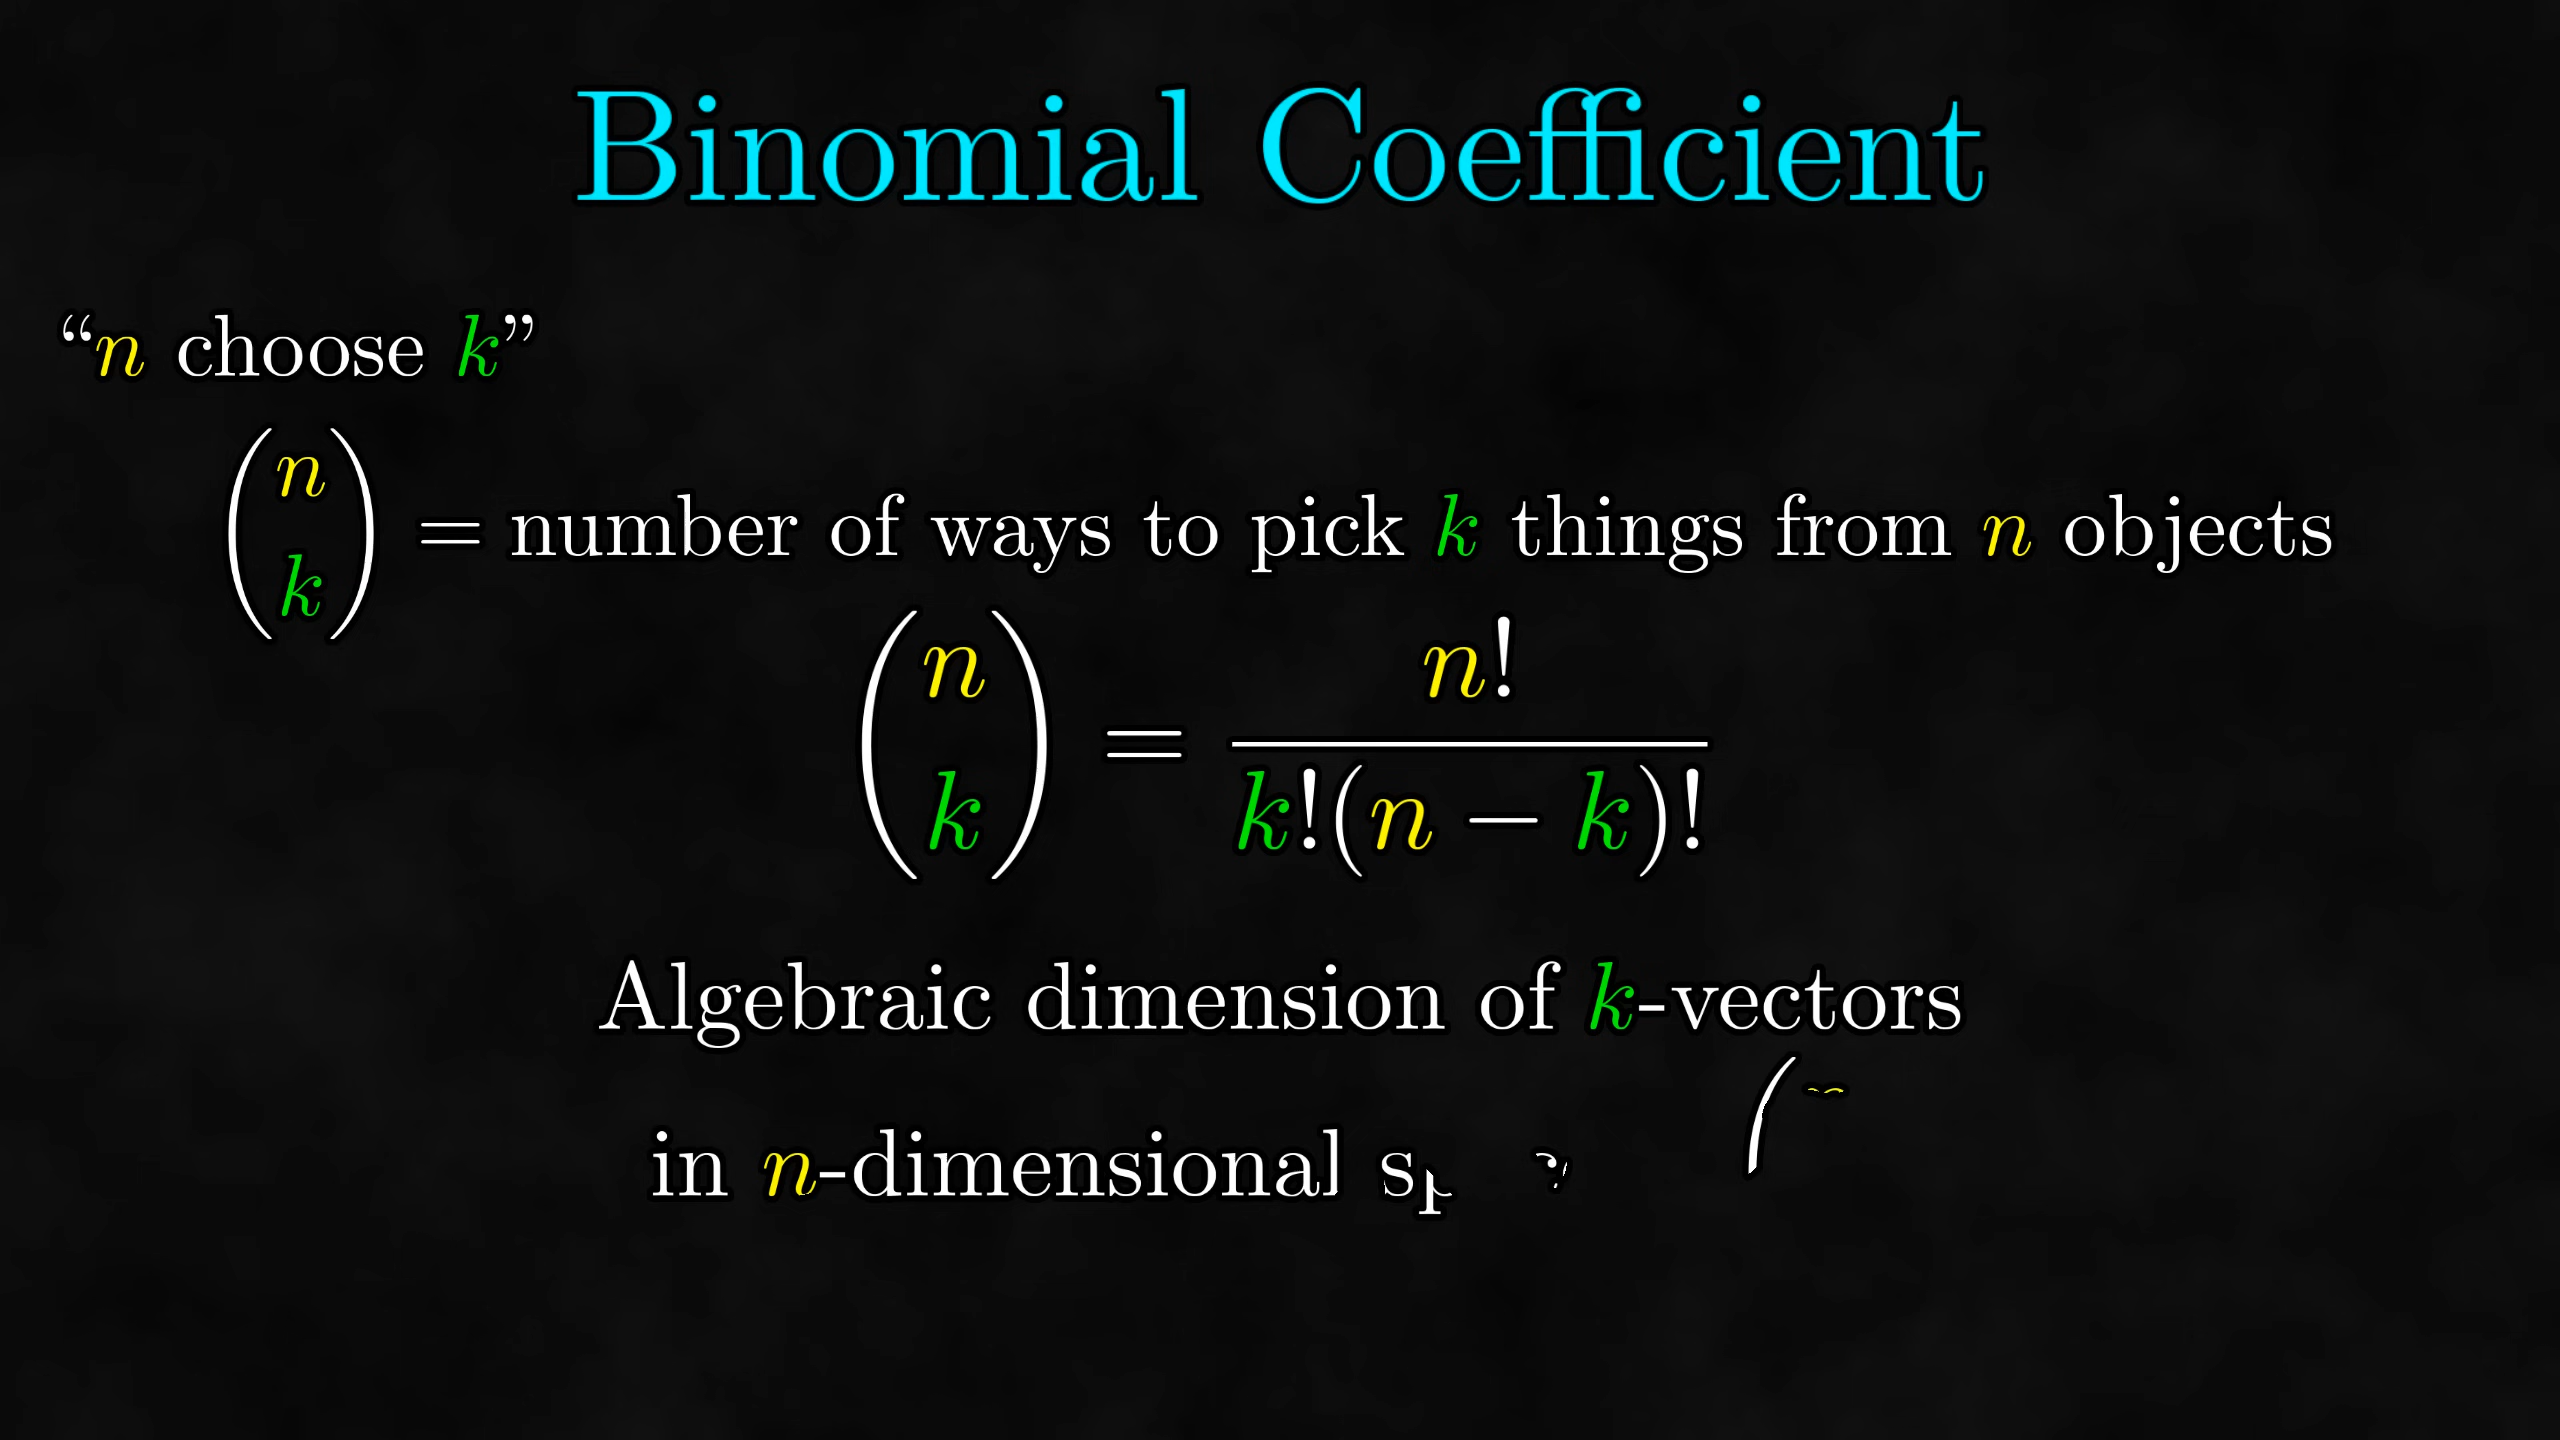 Binomial Coefficient
“n choose k”
(n k) = number of ways to pick k things from n objects
(n k) = n! / k!(n − k)!
Algebraic dimension of k-vectors
in n-dimensional